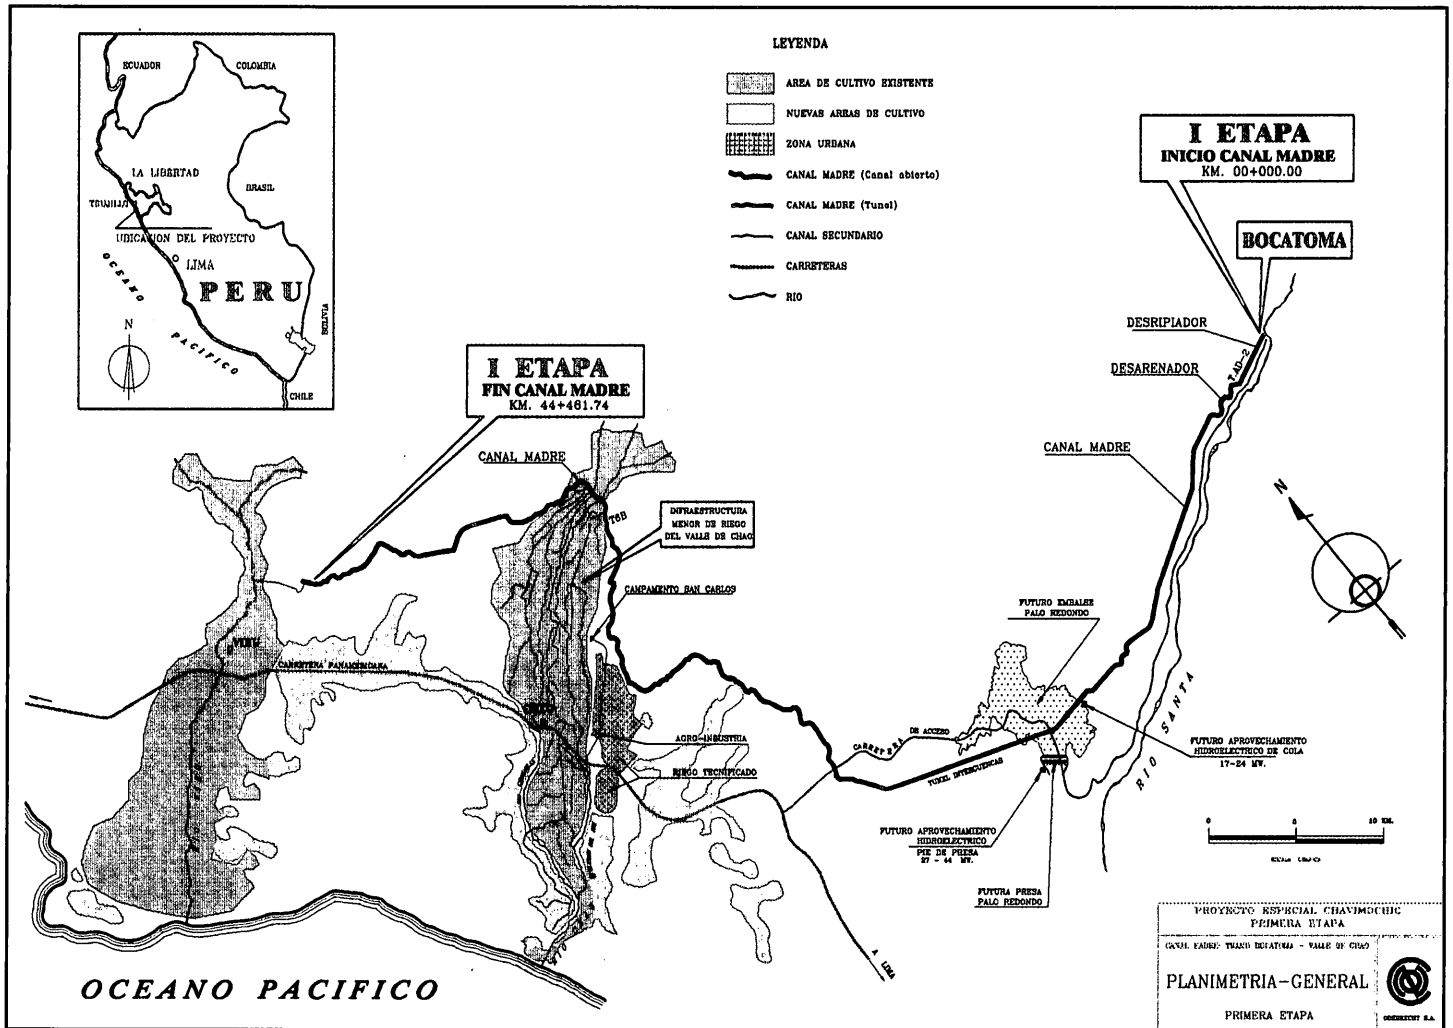 LEYENDA
AREA DE CULTIVO EXISTENTE
NUEVAS AREAS DE CULTIVO
ZONA URBANA
CANAL MADRE (Canal abierto)
CANAL MADRE (Tunel)
CANAL SECUNDARIO
CARRETERAS
RIO
ECUADOR
COLOMBIA
LA LIBERTAD
BRASIL
TRUJILLO
UBICACION DEL PROYECTO
LIMA
PERU
OCEANO
PACIFICO
BOLIVIA
N
CHILE
I ETAPA
INICIO CANAL MADRE
KM. 00+000.00
BOCATOMA
DESRIPIADOR
T.AD-2
DESARENADOR
CANAL MADRE
I ETAPA
FIN CANAL MADRE
KM. 44+461.74
CANAL MADRE
INFRAESTRUCTURA
MENOR DE RIEGO
DEL VALLE DE CHAO
CAMPAMENTO SAN CARLOS
N
FUTURO EMBALSE
PALO REDONDO
VIRU
CARRETERA PANAMERICANA
CHAO
AGRO-INDUSTRIA
RIEGO TECNIFICADO
CARRETERA
DE ACCESO
TUNEL INTERCUENCAS
RIO SANTA
FUTURO APROVECHAMIENTO
HIDROELECTRICO DE COLA
17-24 MW.
FUTURO APROVECHAMIENTO
HIDROELECTRICO
PIE DE PRESA
27 - 44 MW.
FUTURA PRESA
PALO REDONDO
0
5
10 KM.
A LIMA
OCEANO PACIFICO
PROYECTO ESPECIAL CHAVIMOCHIC
PRIMERA ETAPA
PLANIMETRIA-GENERAL
PRIMERA ETAPA
ODEBRECHT S.A.